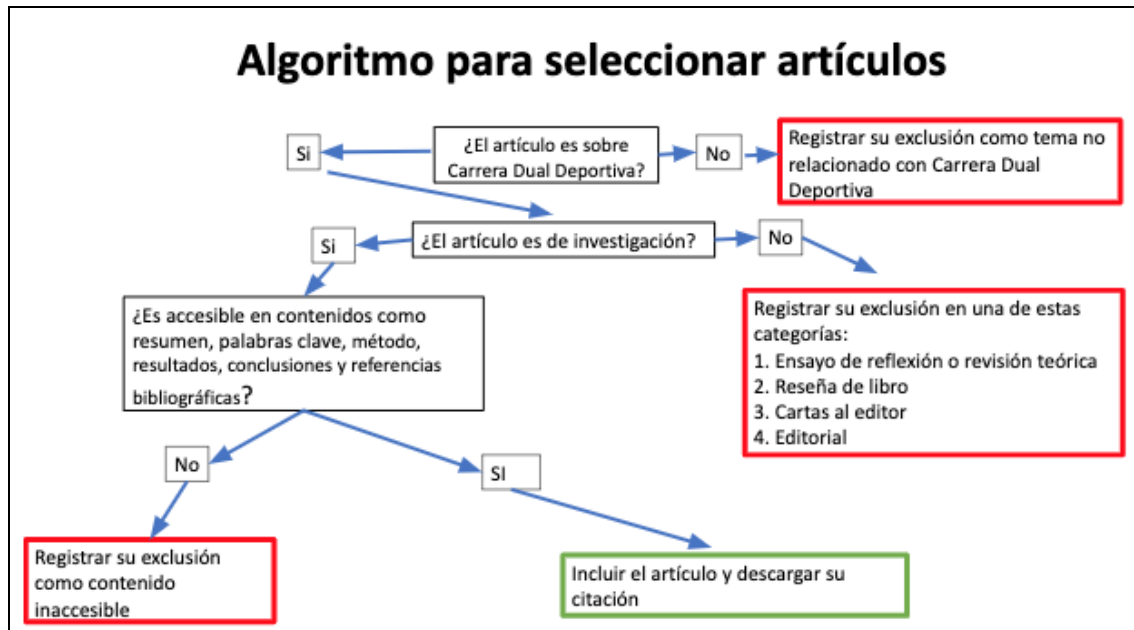 Algoritmo para seleccionar artículos
Si
¿El artículo es sobre
Carrera Dual Deportiva?
No
Registrar su exclusión como tema no
relacionado con Carrera Dual
Deportiva
Si
¿El artículo es de investigación?
No
¿Es accesible en contenidos como
resumen, palabras clave, método,
resultados, conclusiones y referencias
bibliográficas?
Registrar su exclusión en una de estas
categorías:
1. Ensayo de reflexión o revisión teórica
2. Reseña de libro
3. Cartas al editor
4. Editorial
No
SI
Registrar su exclusión
como contenido
inaccesible
Incluir el artículo y descargar su
citación